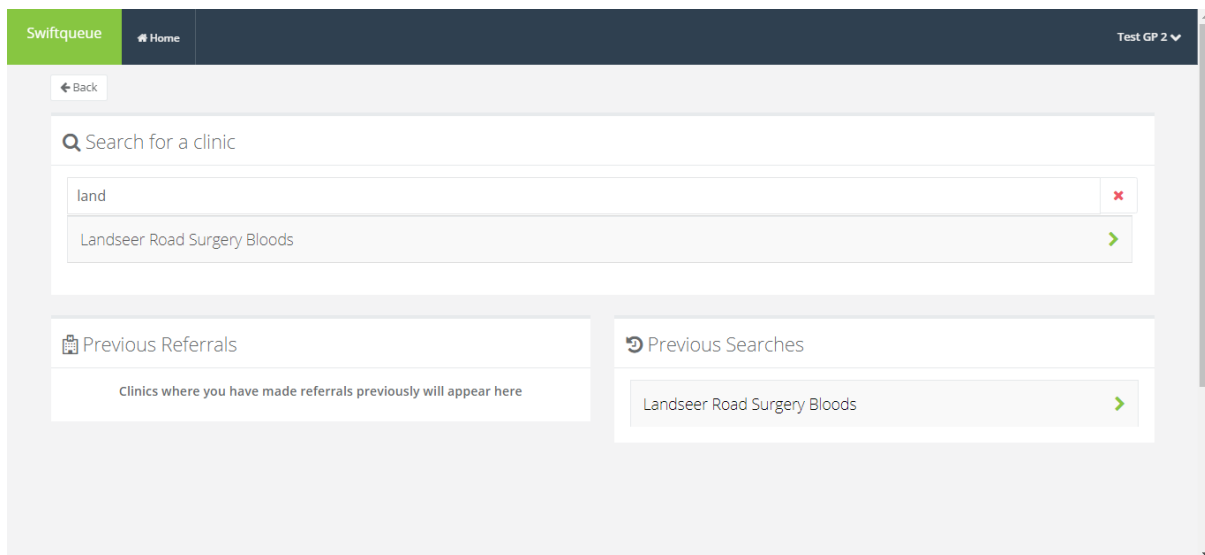 Swiftqueue
Home
Test GP 2
Back
Search for a clinic
land
Landseer Road Surgery Bloods
Previous Referrals
Clinics where you have made referrals previously will appear here
Previous Searches
Landseer Road Surgery Bloods